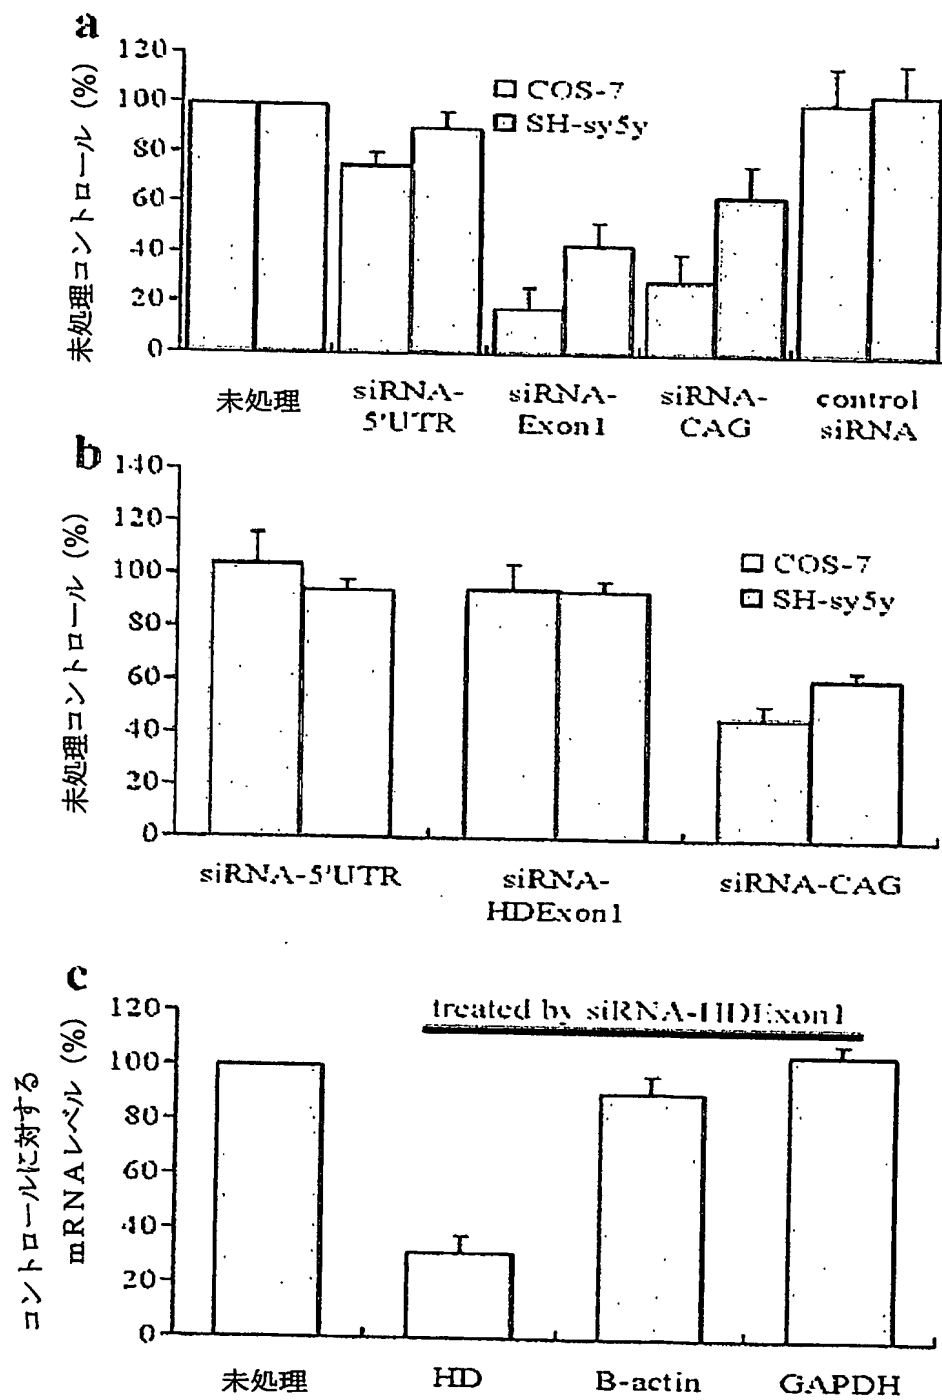 a
未処理コントロール (%)
120
100
80
60
40
20
0
COS-7
SH-sy5y
未処理
siRNA-
5'UTR
siRNA-
Exon1
siRNA-
CAG
control
siRNA
b
未処理コントロール (%)
140
120
100
80
60
40
20
0
COS-7
SH-sy5y
siRNA-5'UTR
siRNA-
HDExon1
siRNA-CAG
c
コントロールに対する
mRNAレベル (%)
120
100
80
60
40
20
0
treated by siRNA-HDExon1
未処理
HD
B-actin
GAPDH